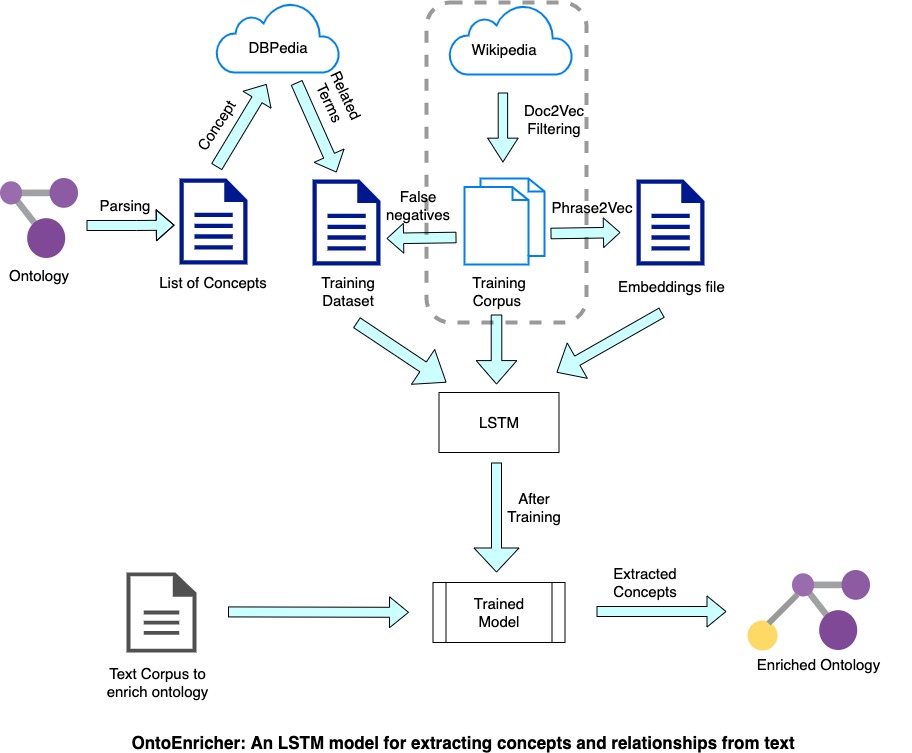 DBPedia
Wikipedia
Concept
Related
Terms
Doc2Vec
Filtering
Parsing
False
negatives
Phrase2Vec
Ontology
List of Concepts
Training
Dataset
Training
Corpus
Embeddings file
LSTM
After
Training
Extracted
Concepts
Trained
Model
Text Corpus to
enrich ontology
Enriched Ontology
OntoEnricher: An LSTM model for extracting concepts and relationships from text